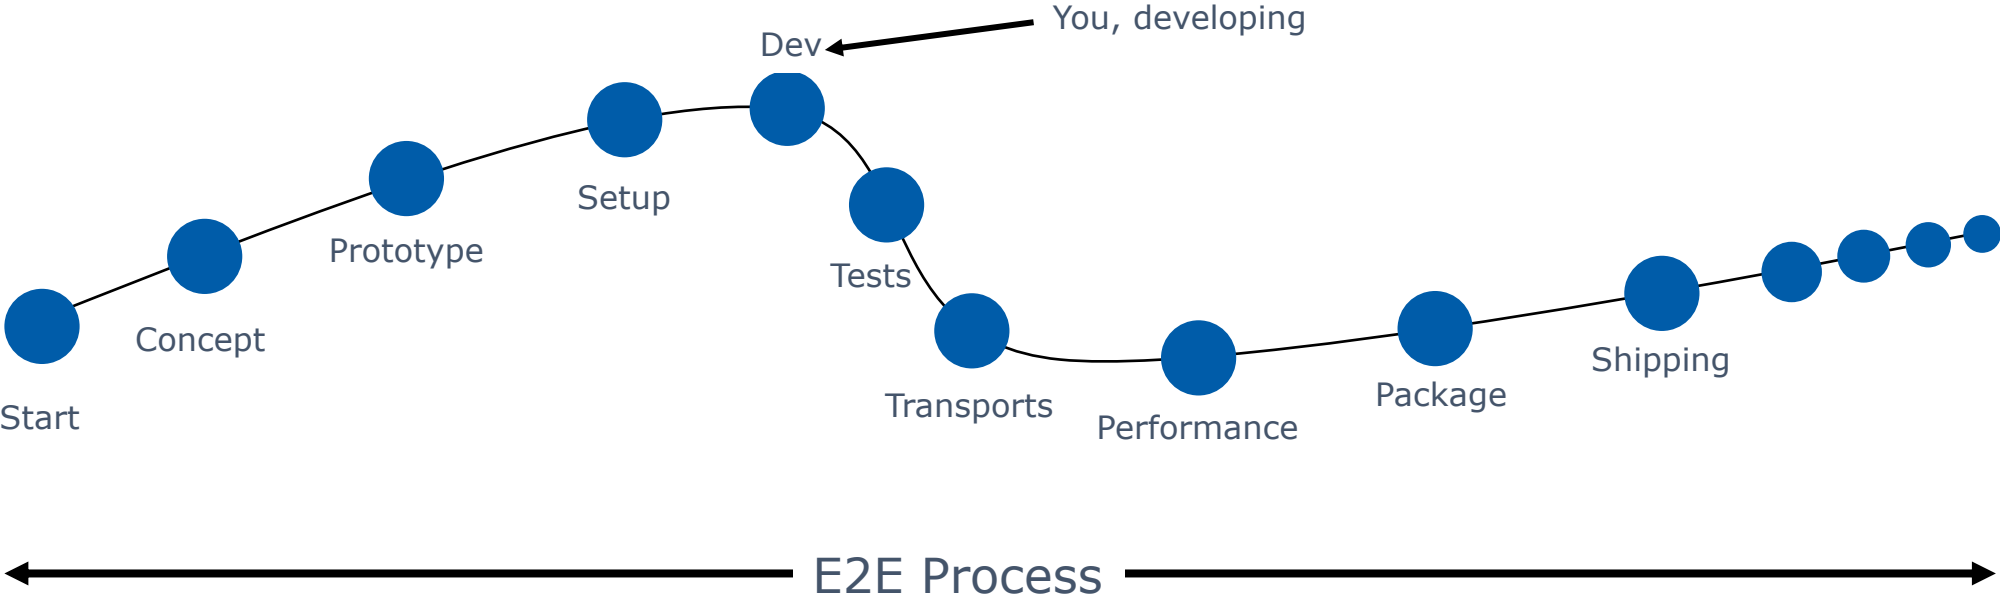 You, developing
Dev
Setup
Prototype
Tests
Concept
Shipping
Package
Transports
Start
Performance
E2E Process